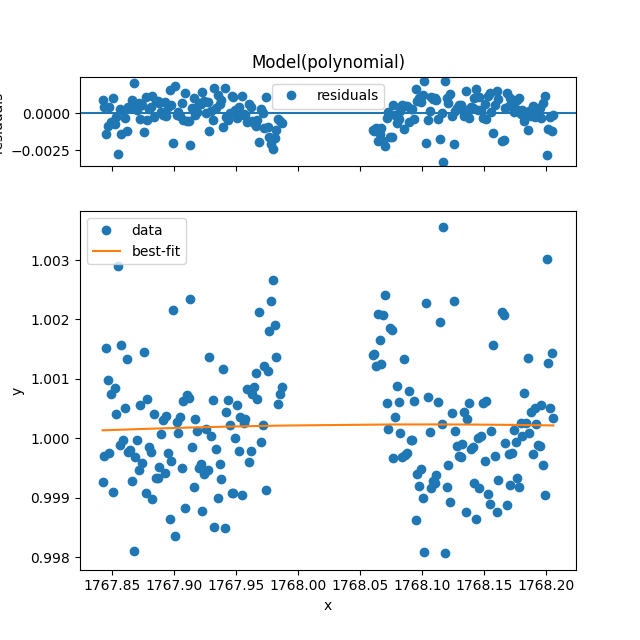 Model(polynomial)
residuals
0.0000
−0.0025
residuals
data
best-fit
1.003
1.002
1.001
1.000
0.999
0.998
y
1767.85 1767.90 1767.95 1768.00 1768.05 1768.10 1768.15 1768.20
x